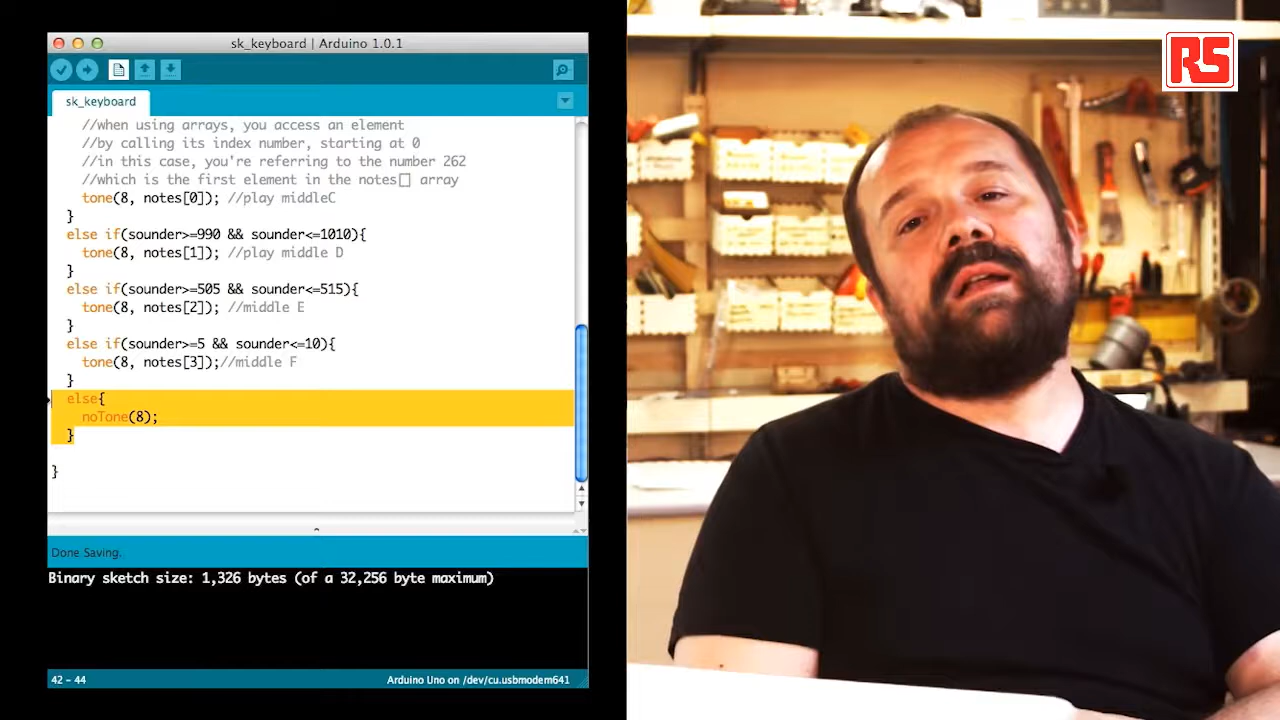 sk_keyboard | Arduino 1.0.1
sk_keyboard
//when using arrays, you access an element
//by calling its index number, starting at 0
//in this case, you're referring to the number 262
//which is the first element in the notes[] array
tone(8, notes[0]); //play middleC
}
else if(sounder>=990 && sounder<=1010){
tone(8, notes[1]); //play middle D
}
else if(sounder>=505 && sounder<=515){
tone(8, notes[2]); //middle E
}
else if(sounder>=5 && sounder<=10){
tone(8, notes[3]);//middle F
}
else{
noTone(8);
}
}
Done Saving.
Binary sketch size: 1,326 bytes (of a 32,256 byte maximum)
42 - 44
Arduino Uno on /dev/cu.usbmodem641
RS